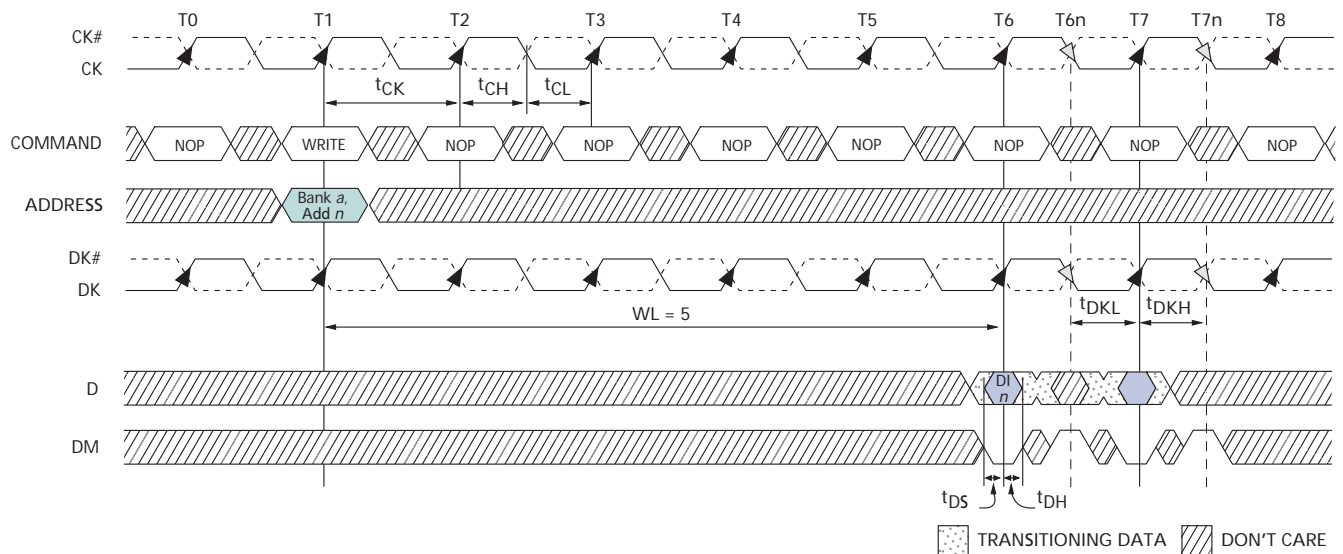 T0 T1 T2 T3 T4 T5 T6 T6n T7 T7n T8
CK#
CK
tCK tCH tCL
COMMAND NOP WRITE NOP NOP NOP NOP NOP NOP NOP
ADDRESS Bank a,
Add n
DK#
DK
WL = 5 tDKL tDKH
D DI
n
DM
tDS tDH
TRANSITIONING DATA DON'T CARE